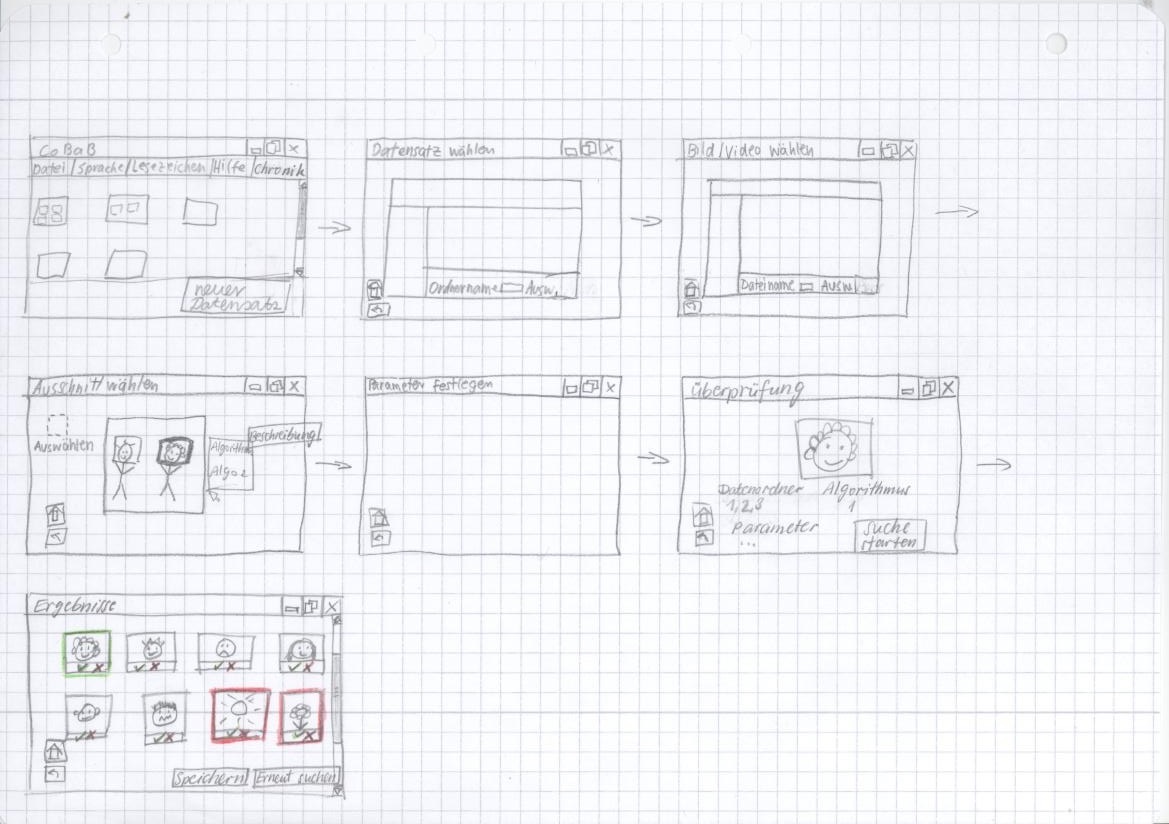 CoBaB
Datei / Sprache / Lesezeichen | Hilfe | Chronik
neuer
Datensatz
Datensatz wählen
Ordnername Ausw.
Bild/Video wählen
Dateiname Ausw.
Ausschnitt wählen
Auswählen
Beschreibung
Algorithm
Algo 2
Parameter festlegen
überprüfung
Datenordner
1,2,3
Algorithmus
1
Parameter
...
Suche
starten
Ergebnisse
Speichern
Erneut suchen